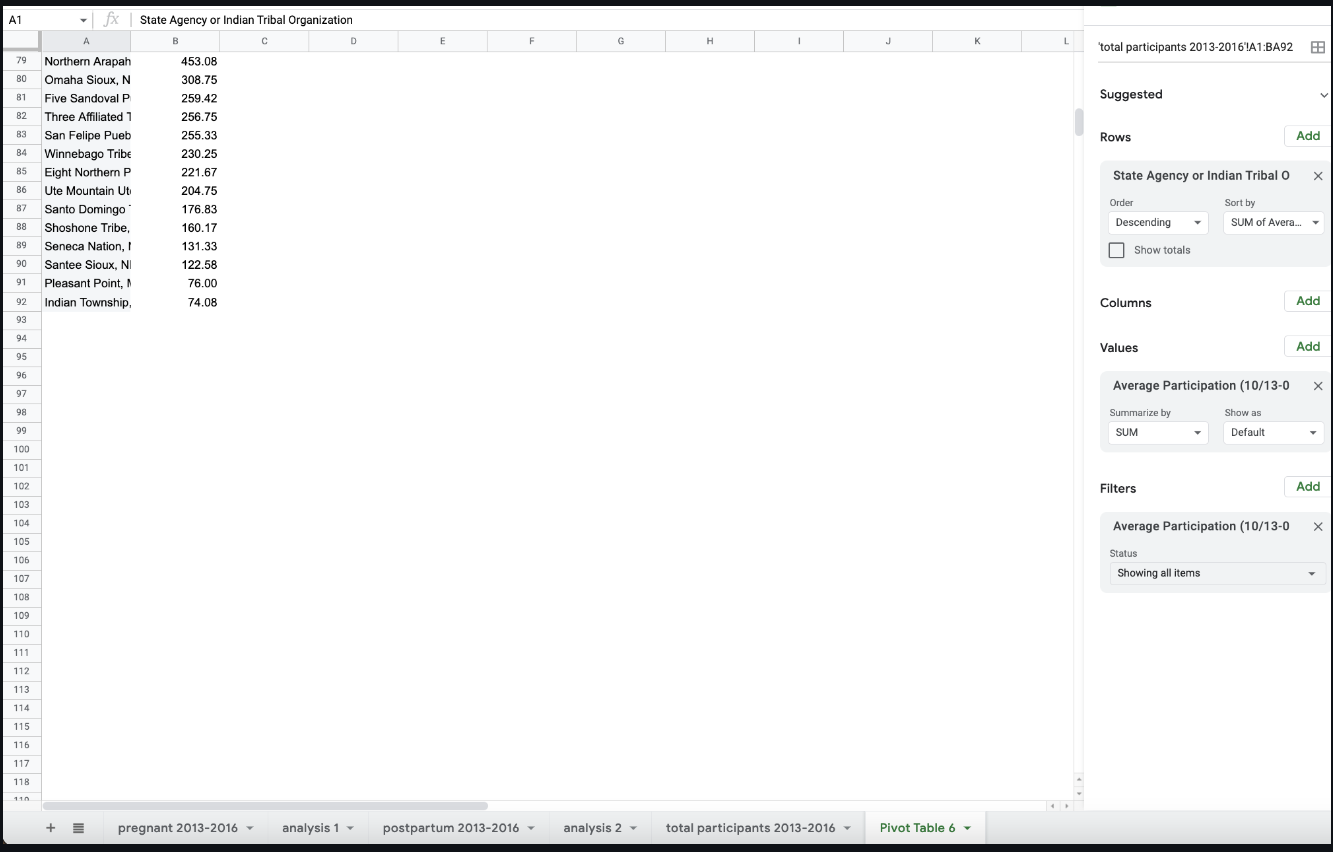 A1 fx State Agency or Indian Tribal Organization
A B C D E F G H I J K L
79 Northern Arapah 453.08
80 Omaha Sioux, N 308.75
81 Five Sandoval P 259.42
82 Three Affiliated T 256.75
83 San Felipe Pueb 255.33
84 Winnebago Tribe 230.25
85 Eight Northern P 221.67
86 Ute Mountain Ut 204.75
87 Santo Domingo 176.83
88 Shoshone Tribe, 160.17
89 Seneca Nation, N 131.33
90 Santee Sioux, NE 122.58
91 Pleasant Point, M 76.00
92 Indian Township, 74.08
93
94
95
96
97
98
99
100
101
102
103
104
105
106
107
108
109
110
111
112
113
114
115
116
117
118
119
'total participants 2013-2016'!A1:BA92
Suggested
Rows Add
State Agency or Indian Tribal O
Order Sort by
Descending SUM of Avera...
Show totals
Columns Add
Values Add
Average Participation (10/13-0
Summarize by Show as
SUM Default
Filters Add
Average Participation (10/13-0
Status
Showing all items
pregnant 2013-2016 analysis 1 postpartum 2013-2016 analysis 2 total participants 2013-2016 Pivot Table 6